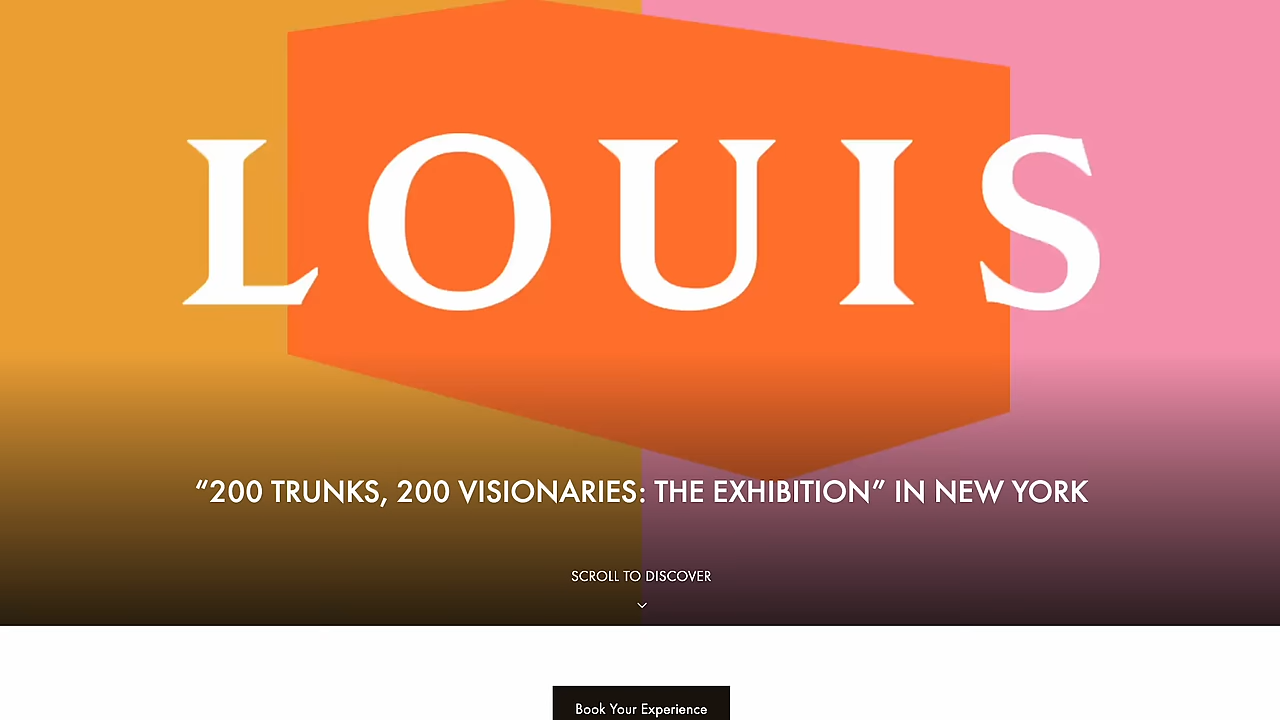 LOUIS
“200 TRUNKS, 200 VISIONARIES: THE EXHIBITION” IN NEW YORK
SCROLL TO DISCOVER
Book Your Experience